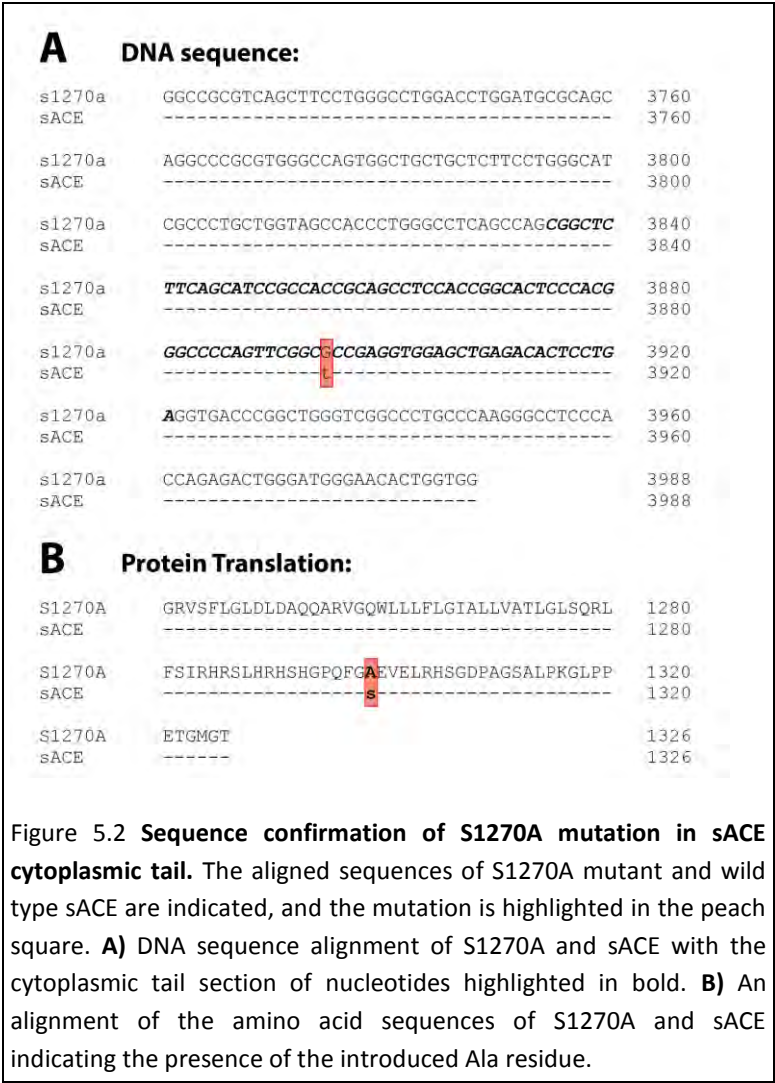 A DNA sequence:
s1270a GGCCGCGTCAGCTTCCTGGGCCTGGACCTGGATGCGCAGC 3760
sACE ---------------------------------------- 3760
s1270a AGGCCCGCGTGGGCCAGTGGCTGCTGCTCTTCCTGGGCAT 3800
sACE ---------------------------------------- 3800
s1270a CGCCCTGCTGGTAGCCACCCTGGGCCTCAGCCAGCGGCTC 3840
sACE ---------------------------------------- 3840
s1270a TTCAGCATCCGCCACCGCAGCCTCCACCGGCACTCCCACG 3880
sACE ---------------------------------------- 3880
s1270a GGCCCCAGTTCGGCGCCGAGGTGGAGCTGAGACACTCCTG 3920
sACE --------------t------------------------- 3920
s1270a AGGTGACCCGGCTGGGTCGGCCCTGCCCAAGGGCCTCCCA 3960
sACE ---------------------------------------- 3960
s1270a CCAGAGACTGGGATGGGAACACTGGTGG 3988
sACE ---------------------------- 3988
B Protein Translation:
S1270A GRVSFLGLDLDAQQARVGQWLLLFLGIALLVATLGLSQRL 1280
sACE ---------------------------------------- 1280
S1270A FSIRHRSLHRHSHGPQFGAEVELRHSGDPAGSALPKGLPP 1320
sACE ------------------s--------------------- 1320
S1270A ETGMGT 1326
sACE ------ 1326
Figure 5.2 Sequence confirmation of S1270A mutation in sACE
cytoplasmic tail. The aligned sequences of S1270A mutant and wild
type sACE are indicated, and the mutation is highlighted in the peach
square. A) DNA sequence alignment of S1270A and sACE with the
cytoplasmic tail section of nucleotides highlighted in bold. B) An
alignment of the amino acid sequences of S1270A and sACE
indicating the presence of the introduced Ala residue.